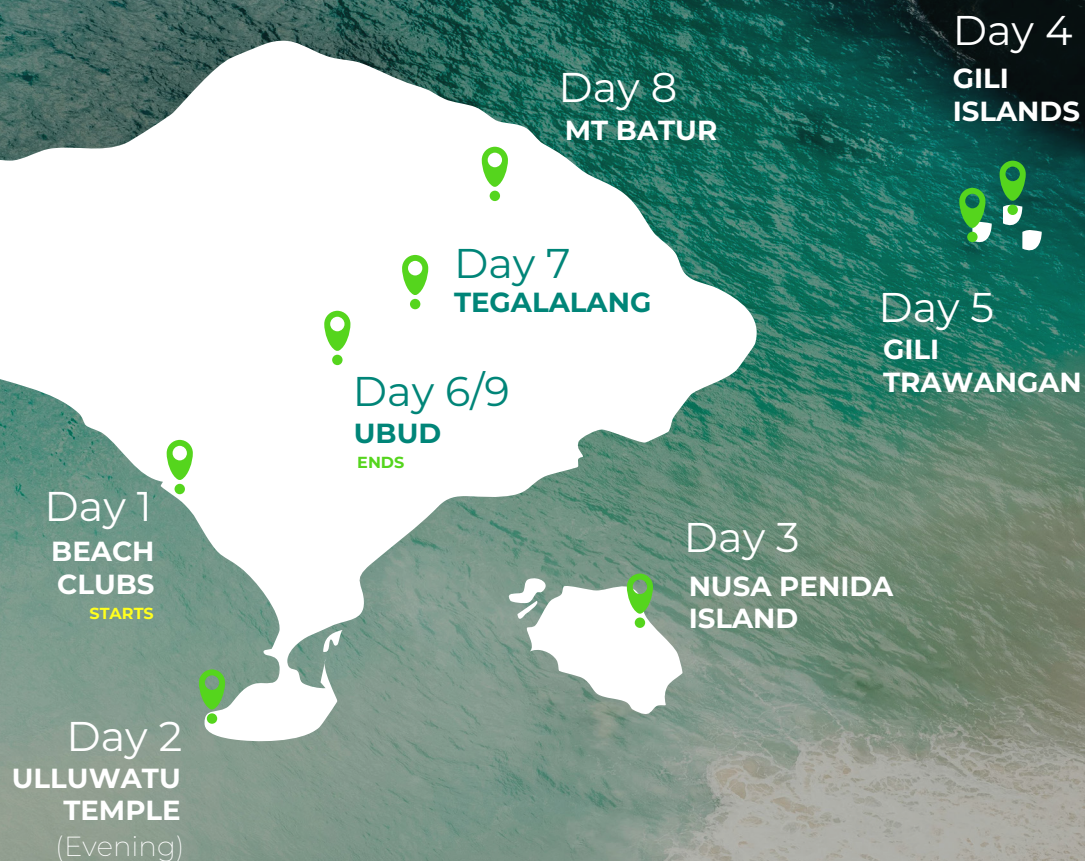 Day 4
GILI
ISLANDS
Day 8
MT BATUR
Day 7
TEGALALANG
Day 5
GILI
TRAWANGAN
Day 6/9
UBUD
ENDS
Day 1
BEACH
CLUBS
STARTS
Day 3
NUSA PENIDA
ISLAND
Day 2
ULLUWATU
TEMPLE
(Evening)